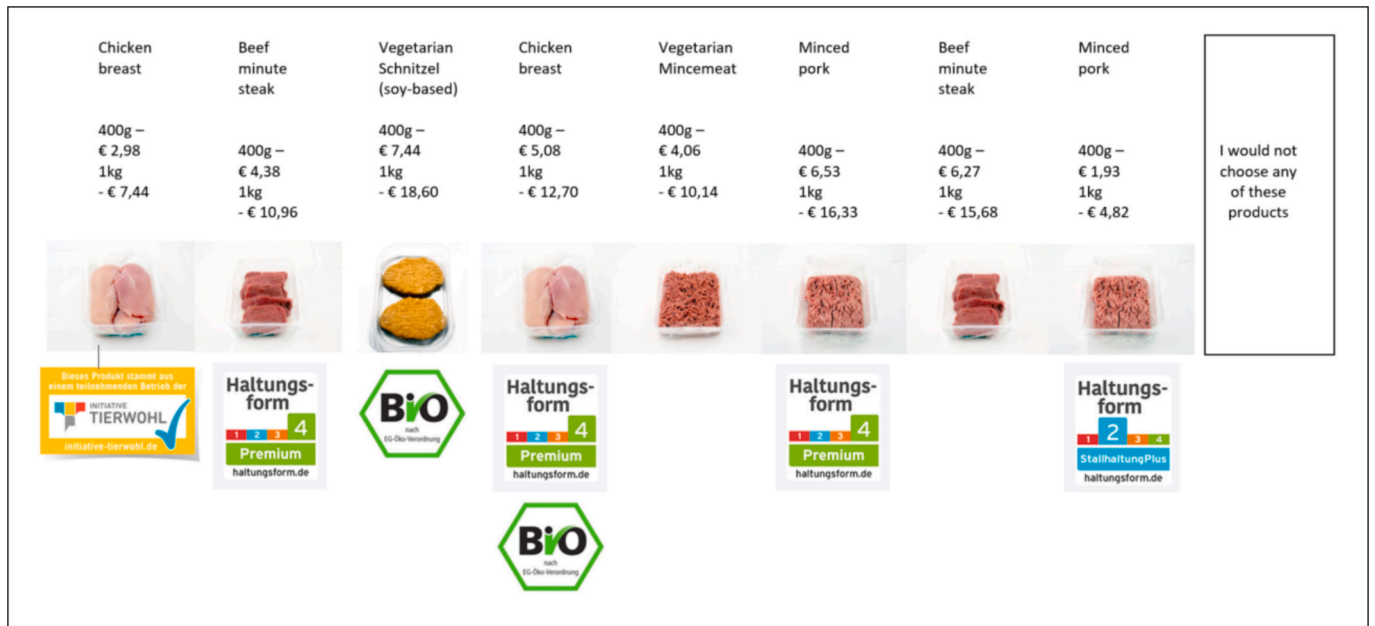 Chicken
breast
400g –
€ 2,98
1kg
- € 7,44
Beef
minute
steak
400g –
€ 4,38
1kg
- € 10,96
Vegetarian
Schnitzel
(soy-based)
400g –
€ 7,44
1kg
- € 18,60
Chicken
breast
400g –
€ 5,08
1kg
- € 12,70
Vegetarian
Mincemeat
400g –
€ 4,06
1kg
- € 10,14
Minced
pork
400g –
€ 6,53
1kg
- € 16,33
Beef
minute
steak
400g –
€ 6,27
1kg
- € 15,68
Minced
pork
400g –
€ 1,93
1kg
- € 4,82
I would not
choose any
of these
products
Dieses Produkt stammt aus
einem teilnehmenden Betrieb der
INITIATIVE
TIERWOHL
initiative-tierwohl.de
Haltungs-
form
1 2 3 4
Premium
haltungsform.de
Bio
nach
EG-Öko-Verordnung
Haltungs-
form
1 2 3 4
Premium
haltungsform.de
Bio
nach
EG-Öko-Verordnung
Haltungs-
form
1 2 3 4
Premium
haltungsform.de
Haltungs-
form
1 2 3 4
StallhaltungPlus
haltungsform.de